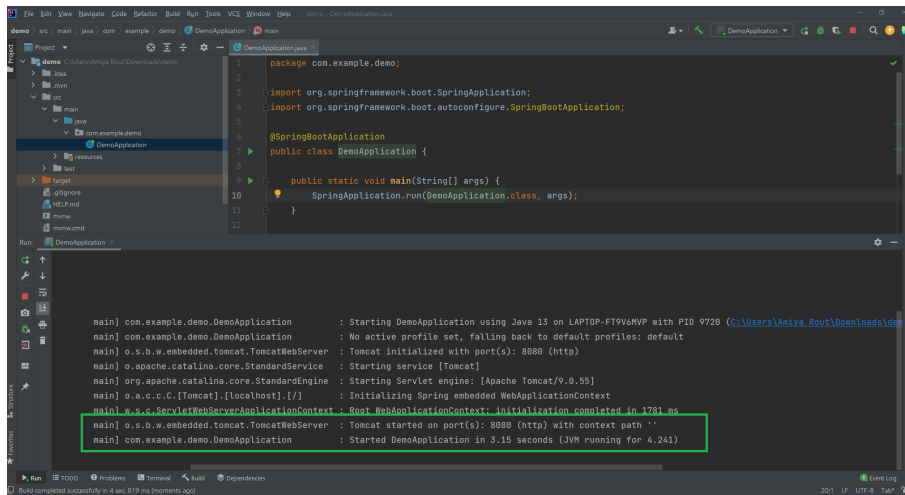 File Edit View Navigate Code Refactor Build Run Tools VCS Window Help demo - DemoApplication.java
demo src main java com example demo DemoApplication main
DemoApplication
Project
DemoApplication.java
Project
demo C:\Users\Amiya Rout\Downloads\demo
.idea
.mvn
src
main
java
com.example.demo
DemoApplication
resources
test
target
.gitignore
HELP.md
mvnw
mvnw.cmd
1 package com.example.demo;
2
3 import org.springframework.boot.SpringApplication;
4 import org.springframework.boot.autoconfigure.SpringBootApplication;
5
6 @SpringBootApplication
7 public class DemoApplication {
8
9 public static void main(String[] args) {
10 SpringApplication.run(DemoApplication.class, args);
11 }
12
Run: DemoApplication
main] com.example.demo.DemoApplication : Starting DemoApplication using Java 13 on LAPTOP-FT9V6MVP with PID 9720 (C:\Users\Amiya Rout\Downloads\dem
main] com.example.demo.DemoApplication : No active profile set, falling back to default profiles: default
main] o.s.b.w.embedded.tomcat.TomcatWebServer : Tomcat initialized with port(s): 8080 (http)
main] o.apache.catalina.core.StandardService : Starting service [Tomcat]
main] org.apache.catalina.core.StandardEngine : Starting Servlet engine: [Apache Tomcat/9.0.55]
main] o.a.c.c.C.[Tomcat].[localhost].[/] : Initializing Spring embedded WebApplicationContext
main] w.s.c.ServletWebServerApplicationContext : Root WebApplicationContext: initialization completed in 1781 ms
main] o.s.b.w.embedded.tomcat.TomcatWebServer : Tomcat started on port(s): 8080 (http) with context path ''
main] com.example.demo.DemoApplication : Started DemoApplication in 3.15 seconds (JVM running for 4.241)
Structure
Favorites
Run TODO Problems Terminal Build Dependencies
1 Event Log
Build completed successfully in 4 sec, 819 ms (moments ago)
20:1 LF UTF-8 Tab*